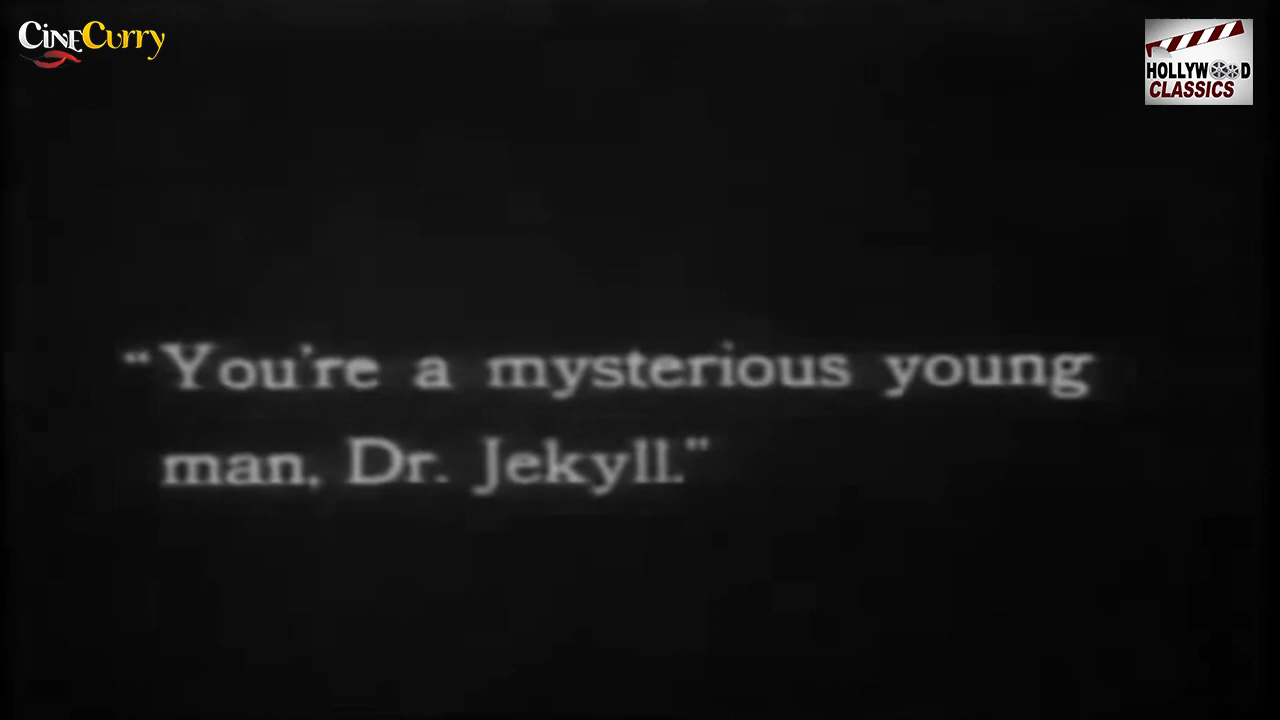 CINECURRY
HOLLYWOOD
CLASSICS
"You're a mysterious young
man, Dr. Jekyll."